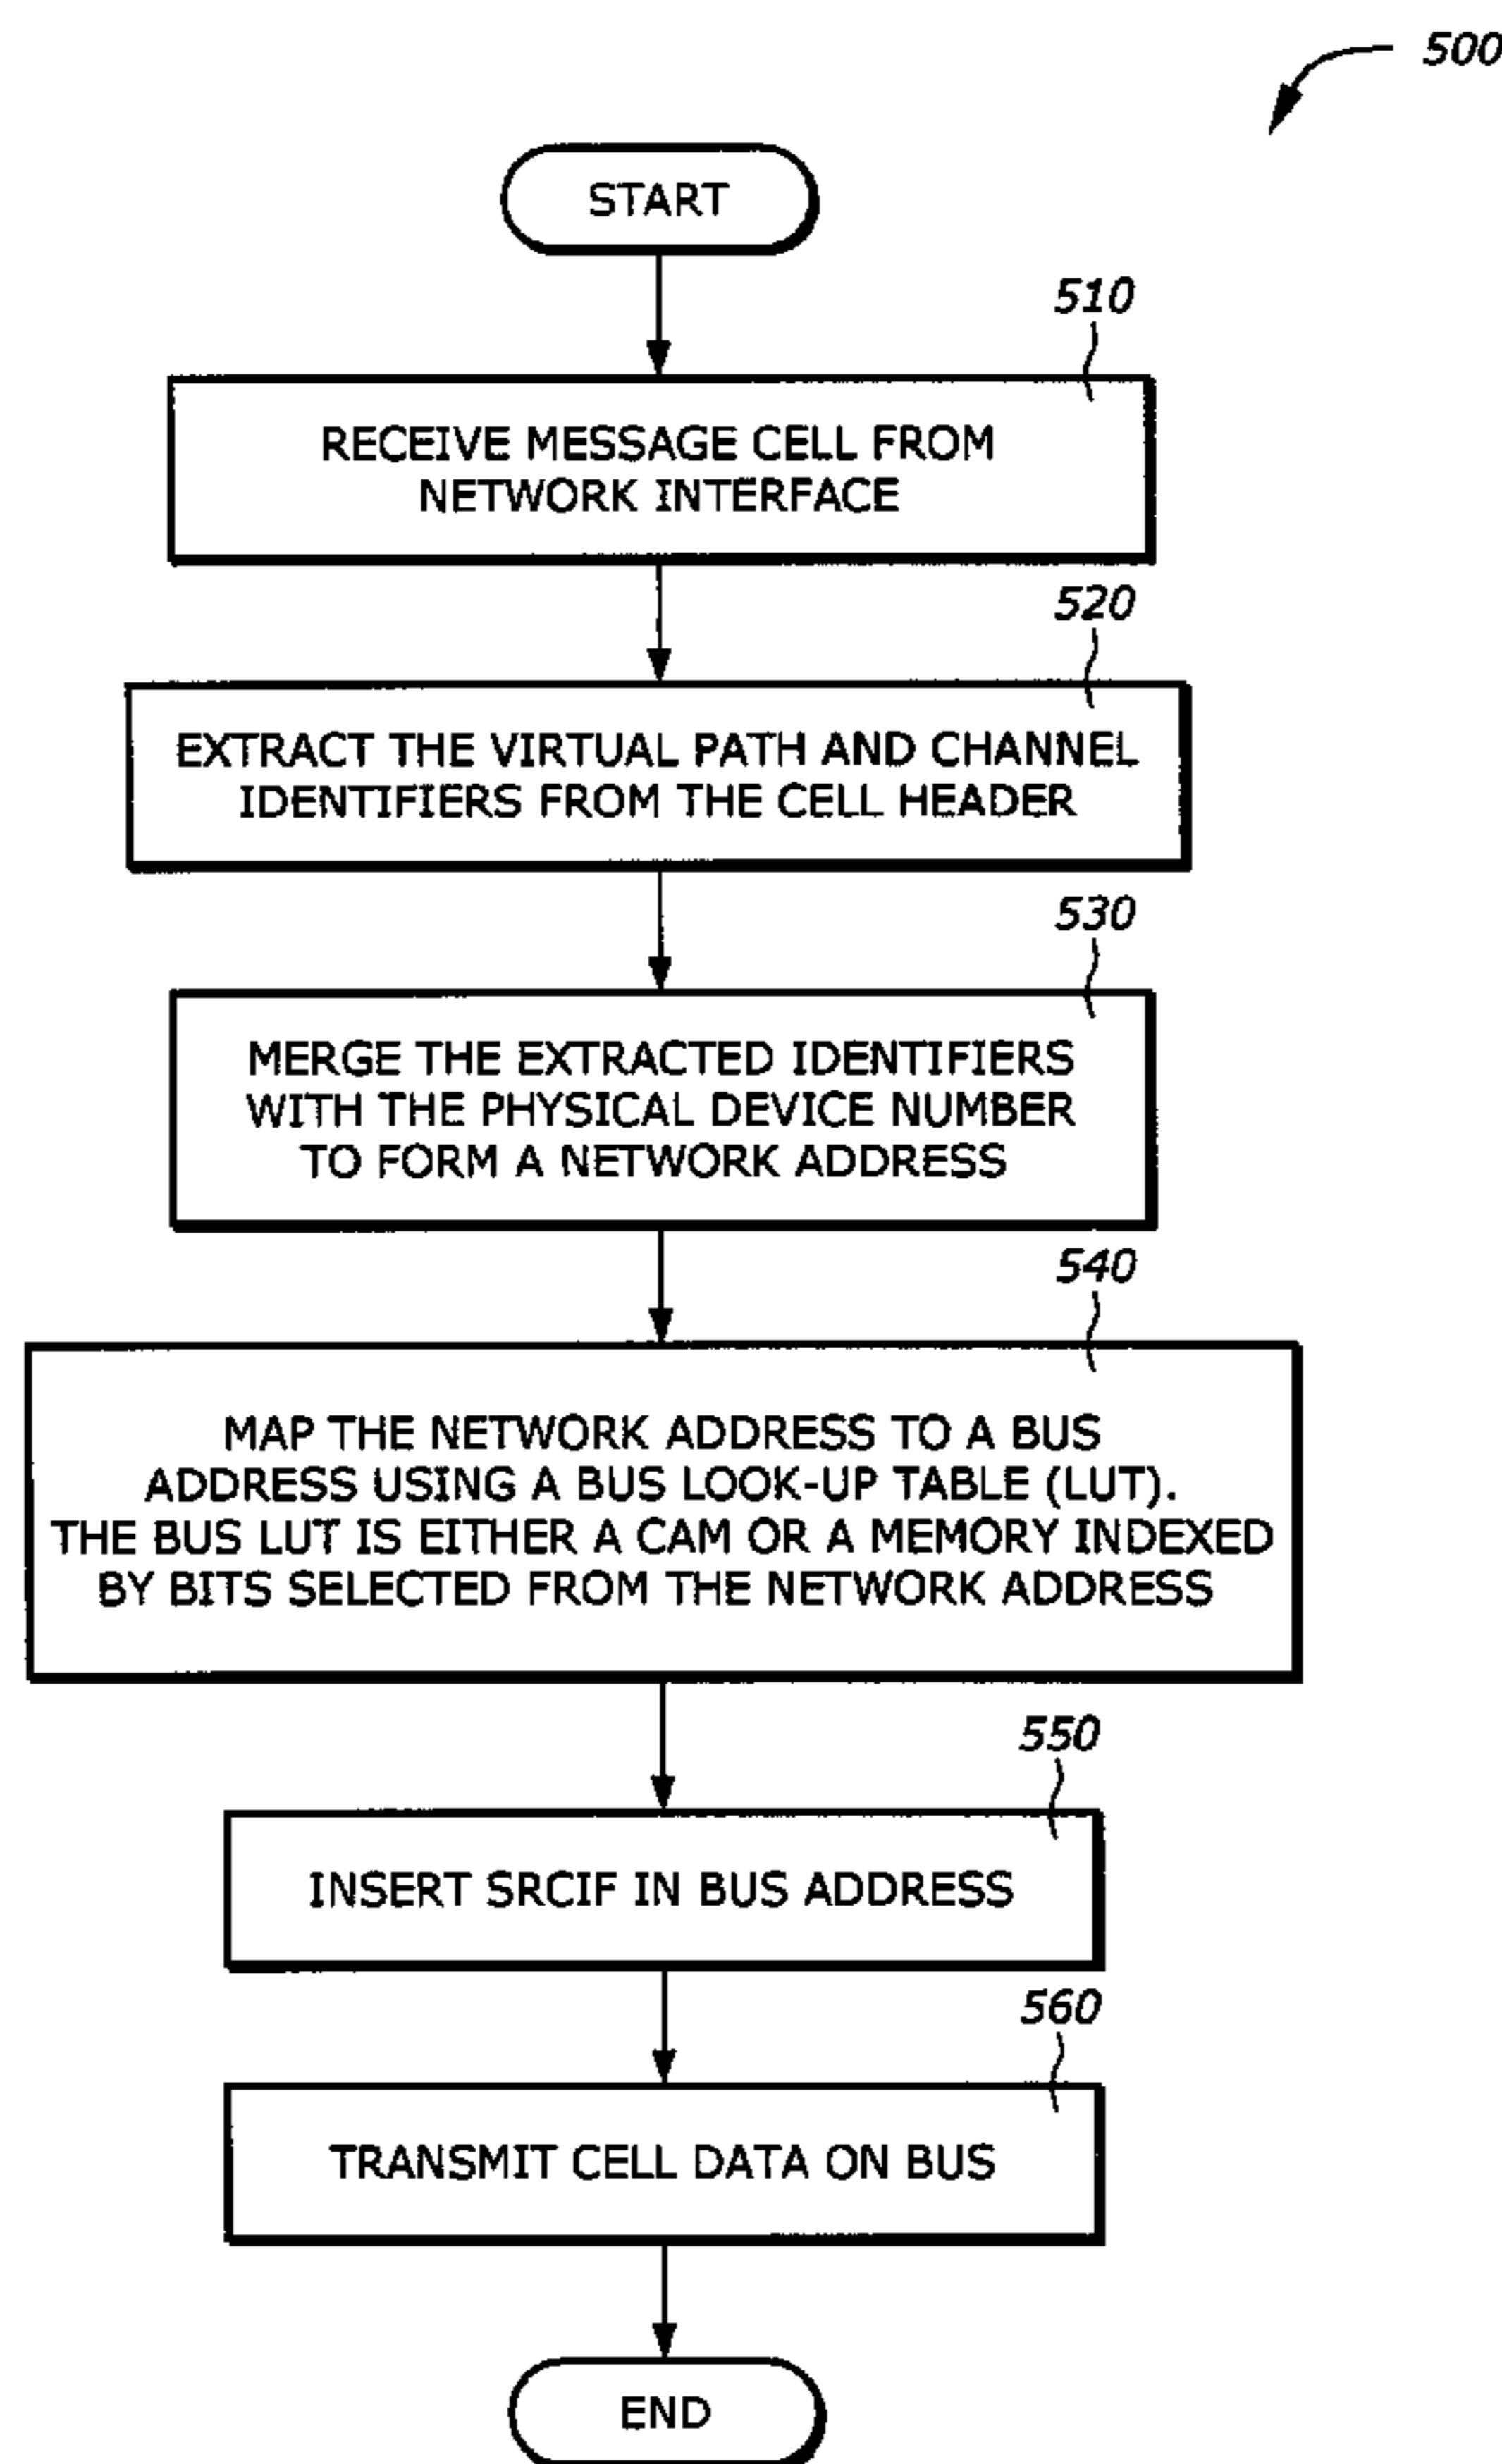 500
START
510
RECEIVE MESSAGE CELL FROM
NETWORK INTERFACE
520
EXTRACT THE VIRTUAL PATH AND CHANNEL
IDENTIFIERS FROM THE CELL HEADER
530
MERGE THE EXTRACTED IDENTIFIERS
WITH THE PHYSICAL DEVICE NUMBER
TO FORM A NETWORK ADDRESS
540
MAP THE NETWORK ADDRESS TO A BUS
ADDRESS USING A BUS LOOK-UP TABLE (LUT).
THE BUS LUT IS EITHER A CAM OR A MEMORY INDEXED
BY BITS SELECTED FROM THE NETWORK ADDRESS
550
INSERT SRCIF IN BUS ADDRESS
560
TRANSMIT CELL DATA ON BUS
END